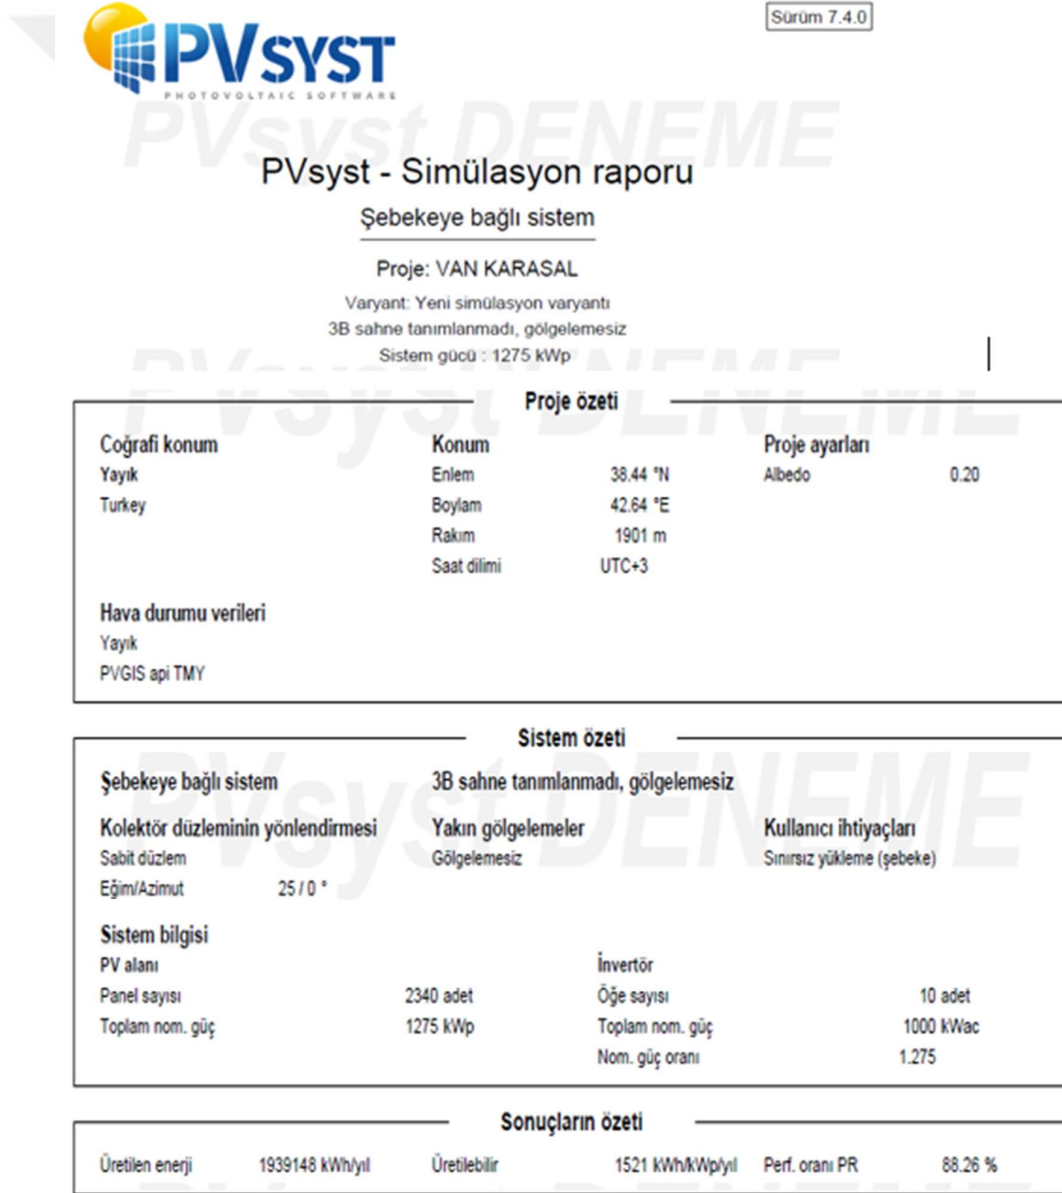 Sürüm 7.4.0
PVSYST
PHOTOVOLTAIC SOFTWARE
PVsyst DENEME
PVsyst - Simülasyon raporu
Şebekeye bağlı sistem
Proje: VAN KARASAL
Varyant: Yeni simülasyon varyantı
3B sahne tanımlanmadı, gölgelemesiz
Sistem gücü : 1275 kWp
PVsyst DENEME
Proje özeti
Coğrafi konum Konum Proje ayarları
Yayık Enlem 38.44 °N Albedo 0.20
Turkey Boylam 42.64 °E
Rakım 1901 m
Saat dilimi UTC+3
Hava durumu verileri
Yayık
PVGIS api TMY
Sistem özeti
PVsyst DENEME
Şebekeye bağlı sistem 3B sahne tanımlanmadı, gölgelemesiz
Kolektör düzleminin yönlendirmesi Yakın gölgelemeler Kullanıcı ihtiyaçları
Sabit düzlem Gölgelemesiz Sınırsız yükleme (şebeke)
Eğim/Azimut 25 / 0 °
Sistem bilgisi
PV alanı İnvertör
Panel sayısı 2340 adet Öğe sayısı 10 adet
Toplam nom. güç 1275 kWp Toplam nom. güç 1000 kWac
Nom. güç oranı 1.275
Sonuçların özeti
Üretilen enerji 1939148 kWh/yıl Üretilebilir 1521 kWh/kWp/yıl Perf. oranı PR 88.26 %